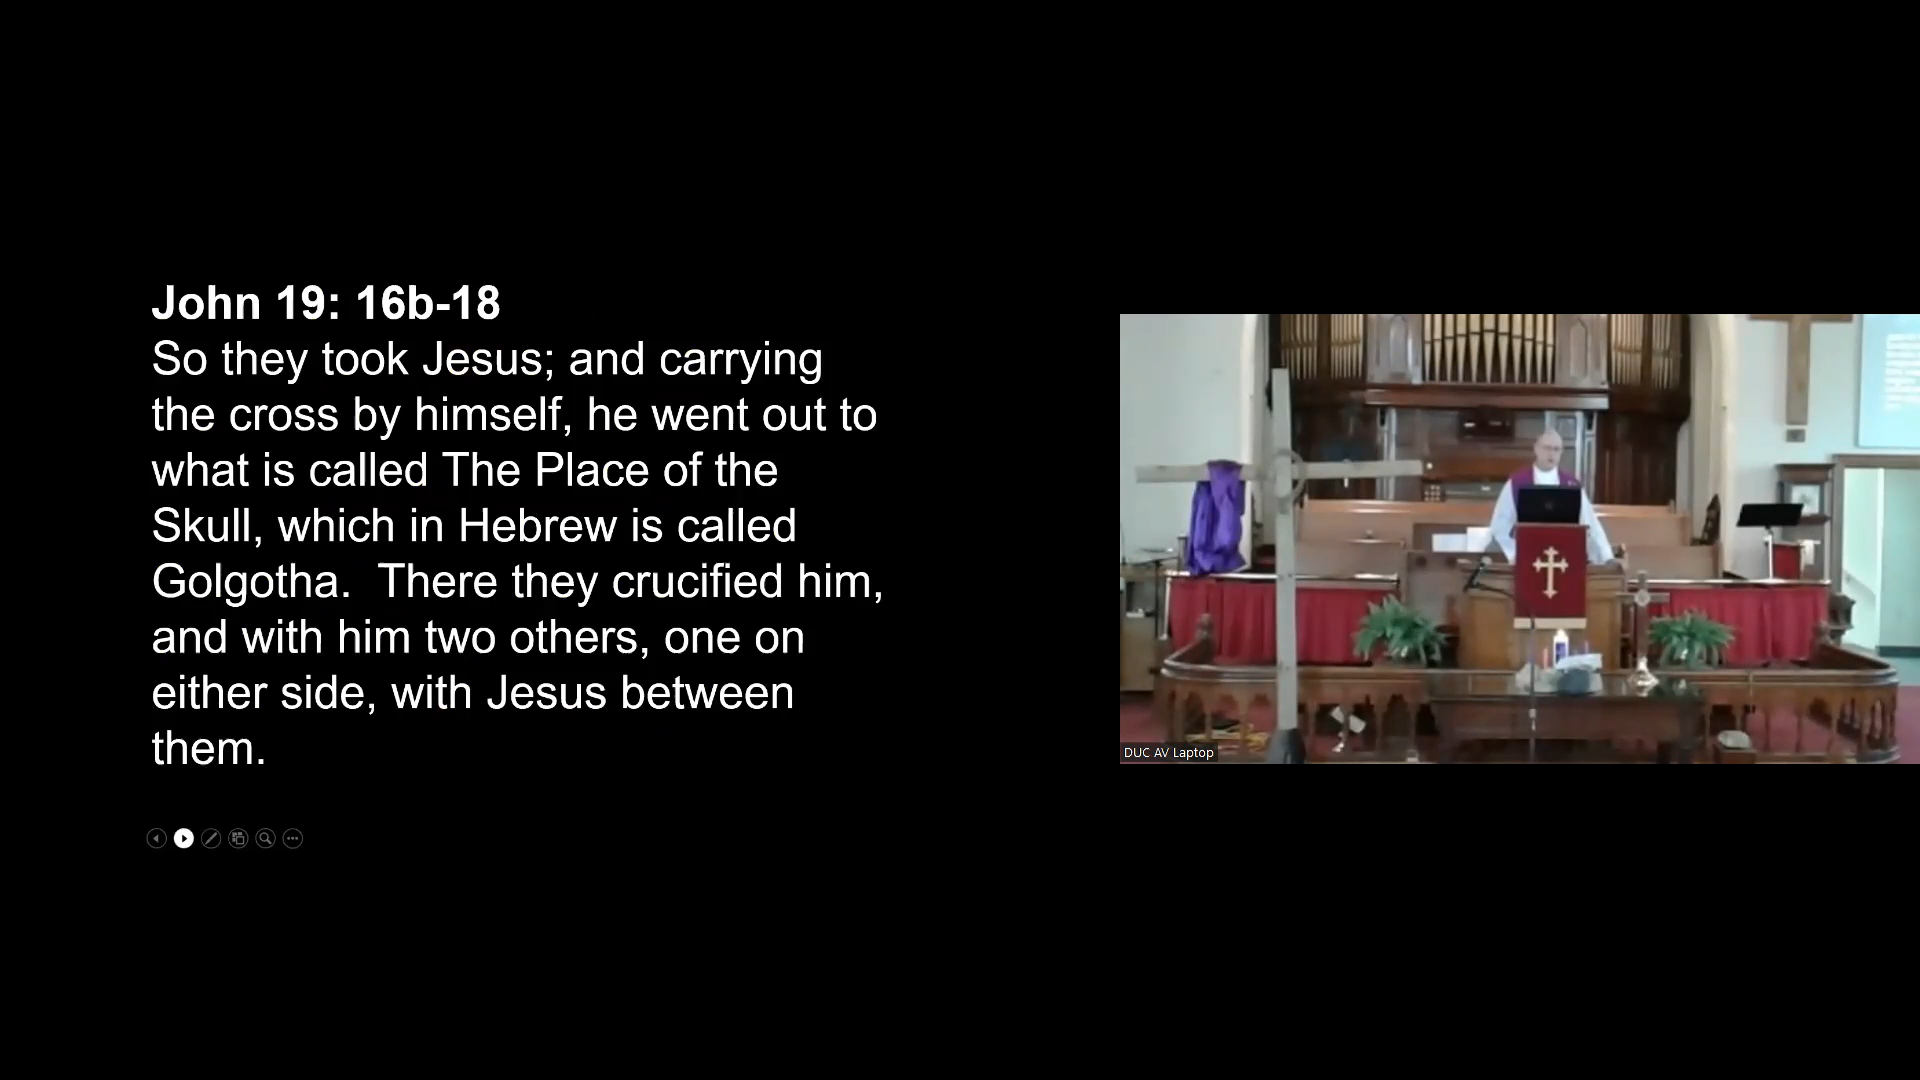 John 19: 16b-18
So they took Jesus; and carrying
the cross by himself, he went out to
what is called The Place of the
Skull, which in Hebrew is called
Golgotha.  There they crucified him,
and with him two others, one on
either side, with Jesus between
them.
DUC AV Laptop